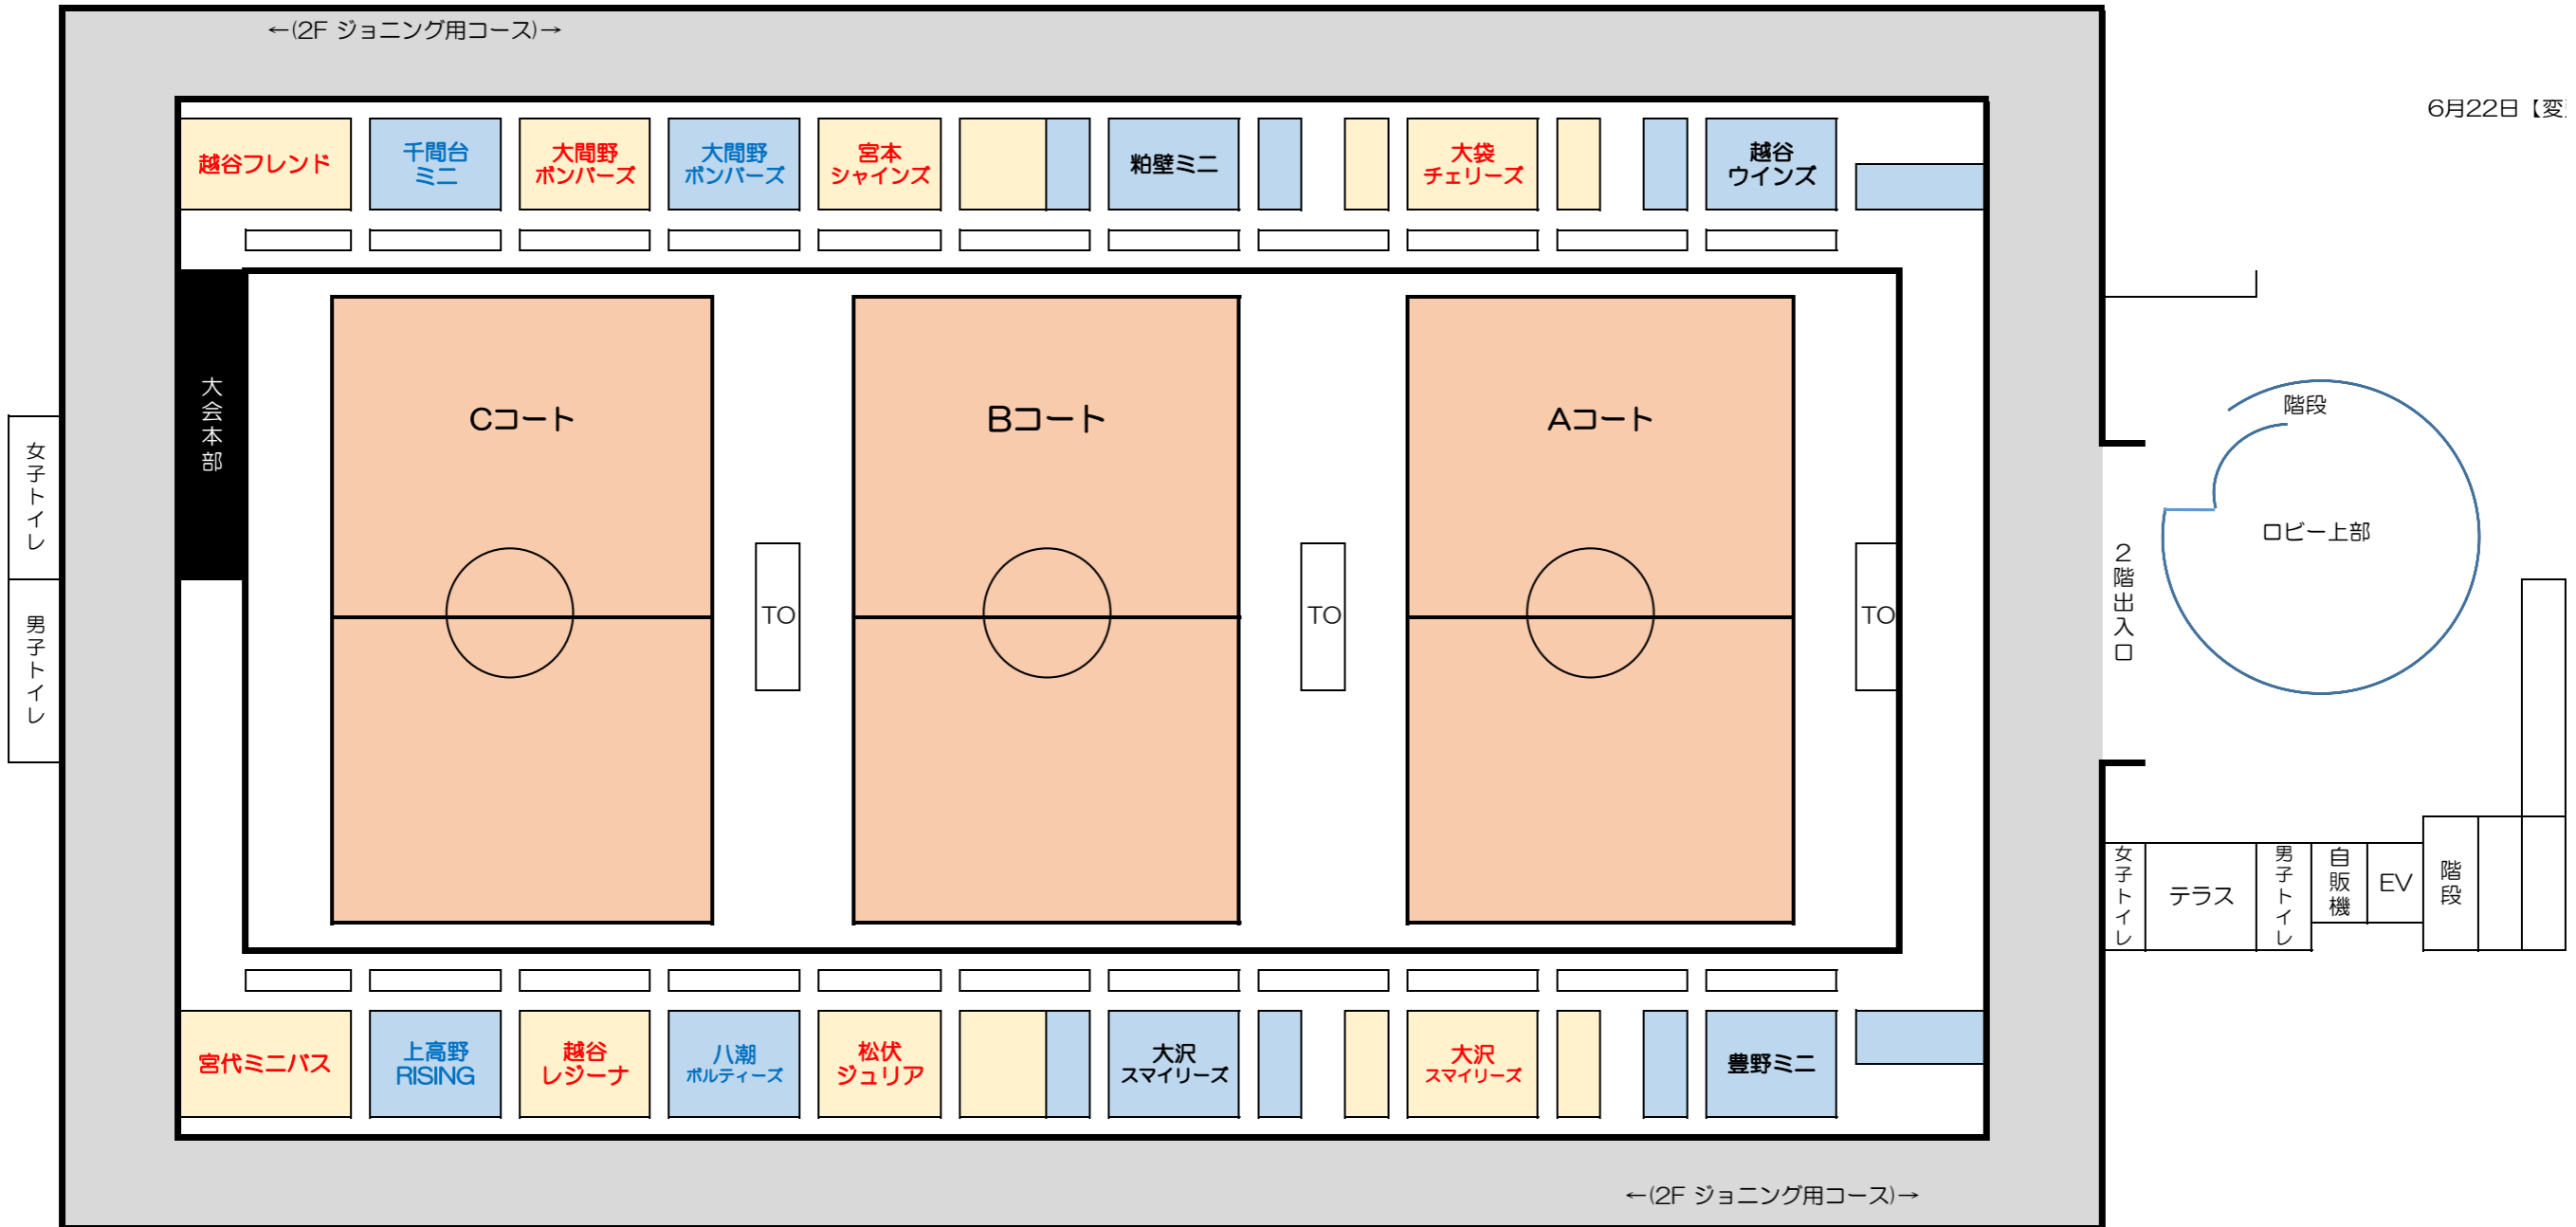 ←(2F ジョニング用コース)→
6月22日【変
越谷フレンド
千間台
ミニ
大間野
ボンバーズ
大間野
ボンバーズ
宮本
シャインズ
粕壁ミニ
大袋
チェリーズ
越谷
ウインズ
大会本部
Cコート
Bコート
Aコート
階段
ロビー上部
女子トイレ
男子トイレ
TO
TO
TO
2階出入口
女子トイレ
テラス
男子トイレ
自販機
EV
階段
宮代ミニバス
上高野
RISING
越谷
レジーナ
八潮
ボルティーズ
松伏
ジュリア
大沢
スマイリーズ
大沢
スマイリーズ
豊野ミニ
←(2F ジョニング用コース)→